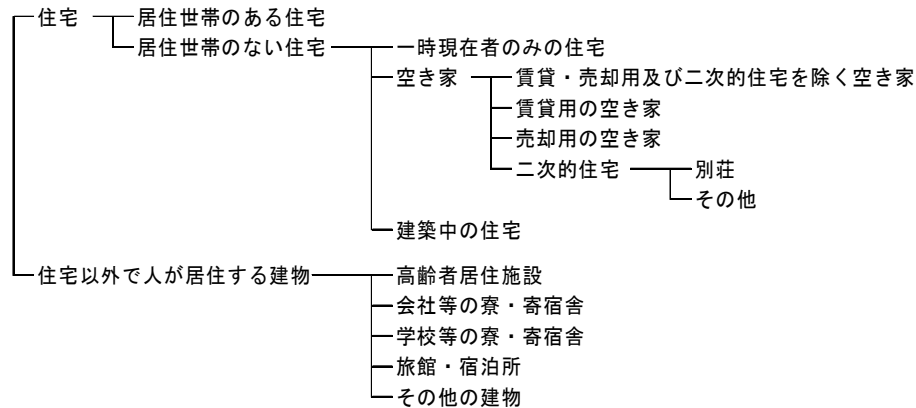 住宅 居住世帯のある住宅
居住世帯のない住宅 一時現在者のみの住宅
空き家 賃貸・売却用及び二次的住宅を除く空き家
賃貸用の空き家
売却用の空き家
二次的住宅 別荘
その他
建築中の住宅
住宅以外で人が居住する建物 高齢者居住施設
会社等の寮・寄宿舎
学校等の寮・寄宿舎
旅館・宿泊所
その他の建物